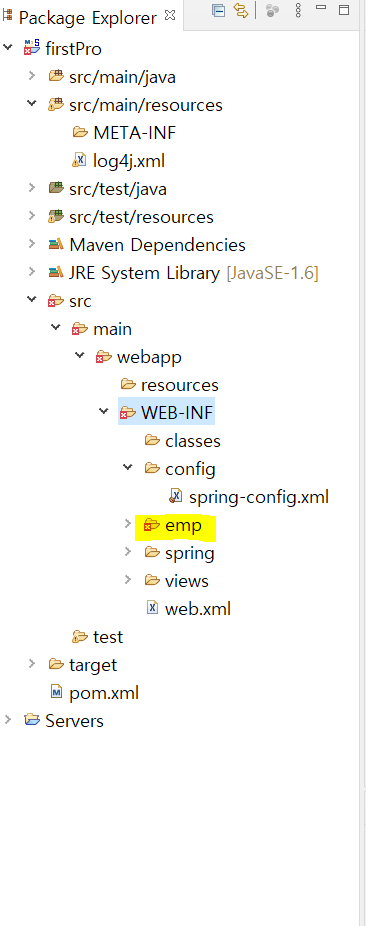 Package Explorer
firstPro
src/main/java
src/main/resources
META-INF
log4j.xml
src/test/java
src/test/resources
Maven Dependencies
JRE System Library [JavaSE-1.6]
src
main
webapp
resources
WEB-INF
classes
config
spring-config.xml
emp
spring
views
web.xml
test
target
pom.xml
Servers